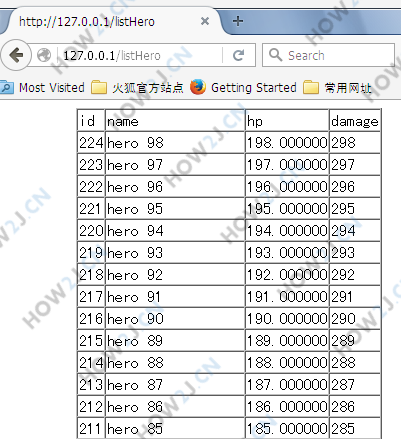 http://127.0.0.1/listHero
127.0.0.1/listHero
Search
Most Visited 火狐官方站点 Getting Started 常用网址
id name hp damage
224 hero 98 198.000000 298
223 hero 97 197.000000 297
222 hero 96 196.000000 296
221 hero 95 195.000000 295
220 hero 94 194.000000 294
219 hero 93 193.000000 293
218 hero 92 192.000000 292
217 hero 91 191.000000 291
216 hero 90 190.000000 290
215 hero 89 189.000000 289
214 hero 88 188.000000 288
213 hero 87 187.000000 287
212 hero 86 186.000000 286
211 hero 85 185.000000 285
HOW2J.CN